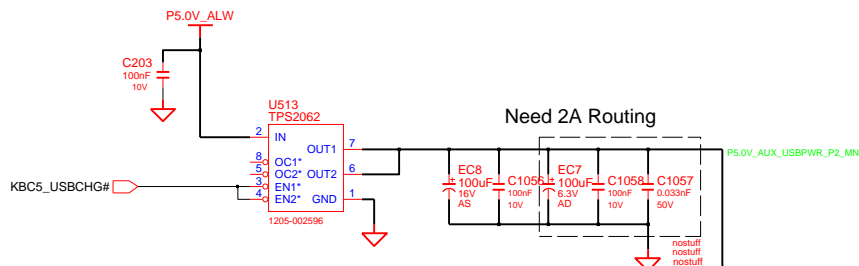 P5.0V_ALW
C203
100nF
10V
U513
TPS2062
2 IN
OUT1 7
8 OC1*
5 OC2*
OUT2 6
KBC5_USBCHG#
3 EN1*
4 EN2*
GND 1
1205-002596
Need 2A Routing
P5.0V_AUX_USBPWR_P2_MN
EC8
100uF
16V
AS
C1056
100nF
10V
EC7
100uF
6.3V
AD
C1058
100nF
10V
C1057
0.033nF
50V
nostuff
nostuff
nostuff